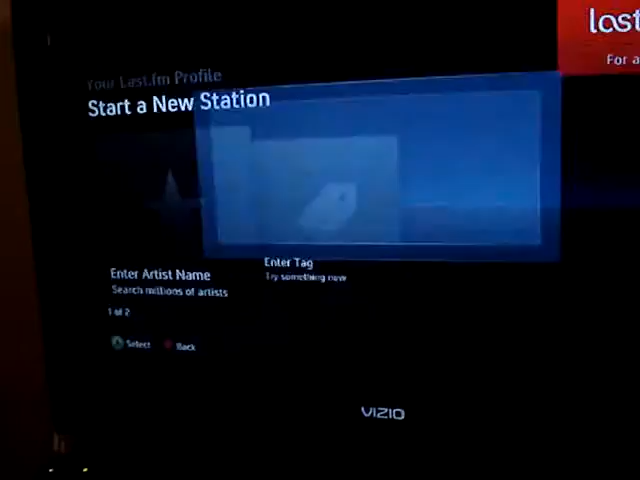 last
For a
Your Last.fm Profile
Start a New Station
Enter Artist Name
Search millions of artists
Enter Tag
Try something new
1 of 2
A Select Back
VIZIO